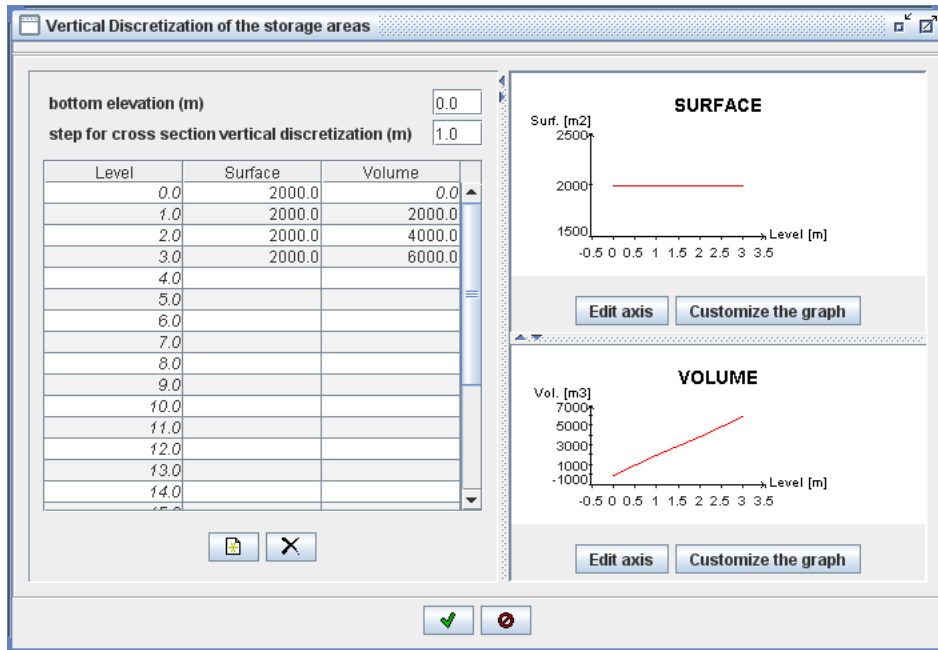 Vertical Discretization of the storage areas
bottom elevation (m) 0.0
step for cross section vertical discretization (m) 1.0
Level Surface Volume
0.0 2000.0 0.0
1.0 2000.0 2000.0
2.0 2000.0 4000.0
3.0 2000.0 6000.0
4.0
5.0
6.0
7.0
8.0
9.0
10.0
11.0
12.0
13.0
14.0
SURFACE
Surf. [m2]
2500
2000
1500
Level [m]
-0.5 0 0.5 1 1.5 2 2.5 3 3.5
Edit axis Customize the graph
VOLUME
Vol. [m3]
7000
5000
3000
1000
-1000
Level [m]
-0.5 0 0.5 1 1.5 2 2.5 3 3.5
Edit axis Customize the graph